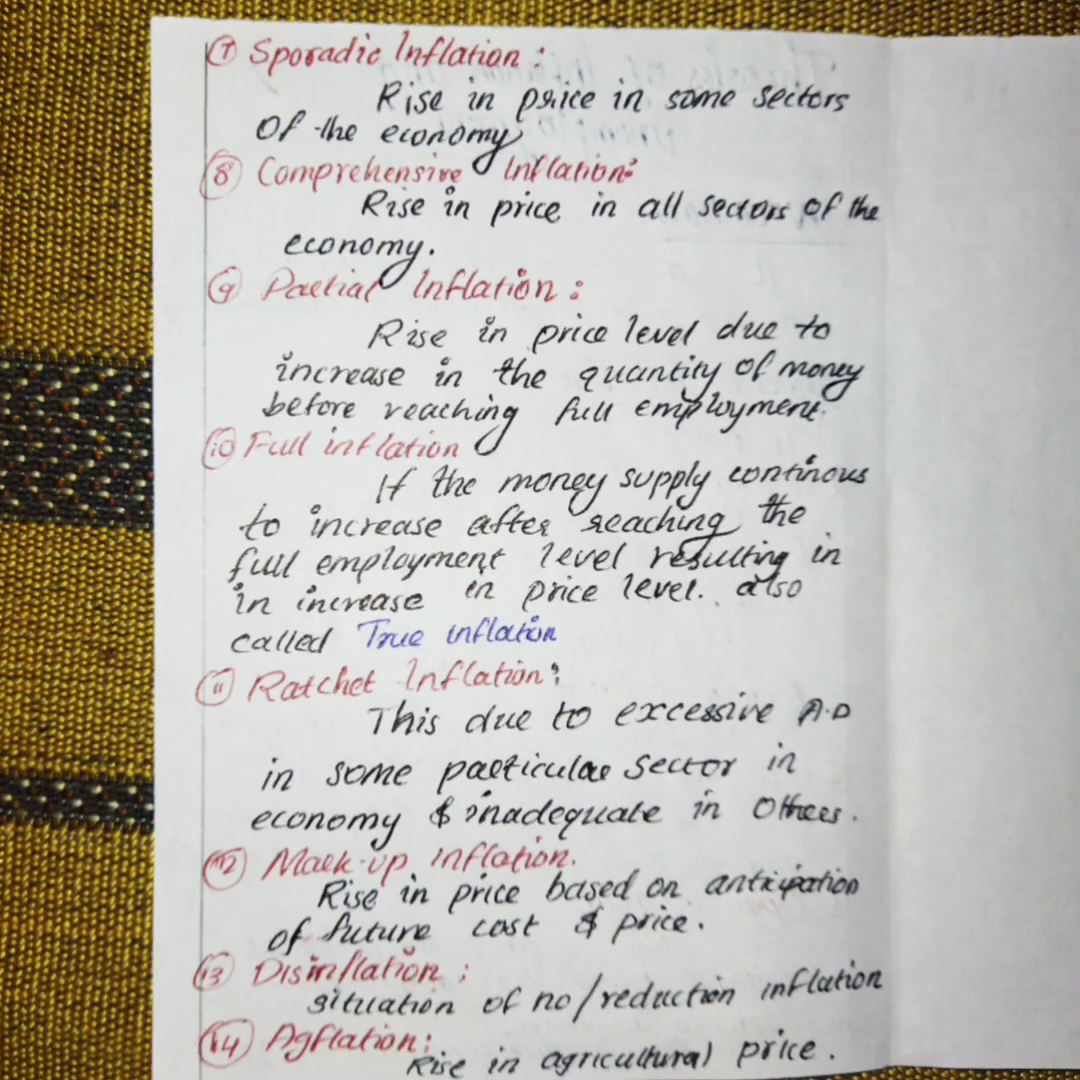 ⑦ Sporadic Inflation :
Rise in price in some sectors
Of the economy
⑧ Comprehensive Inflation:
Rise in price in all sectors of the
economy.
⑨ Partial Inflation :
Rise in price level due to
increase in the quantity of money
before reaching full employment.
⑩ Full inflation
If the money supply continous
to increase after reaching the
full employment level resulting in
in increase in price level. also
called True inflation
⑪ Ratchet Inflation :
This due to excessive A.D
in some particular sector in
economy & inadequate in Others.
⑫ Mark-up inflation.
Rise in price based on anticipation
of future cost & price.
⑬ Disinflation :
situation of no/reduction inflation
⑭ Agflation :
Rise in agricultural price.